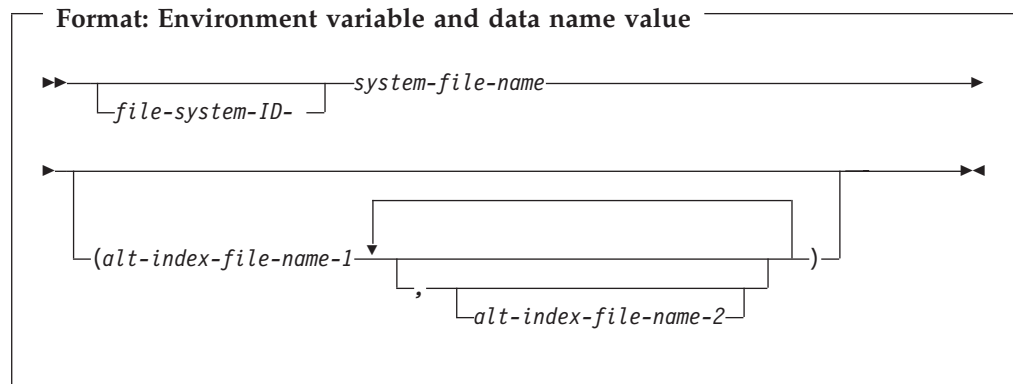 Format: Environment variable and data name value
system-file-name
file-system-ID-
(alt-index-file-name-1 )
,
alt-index-file-name-2